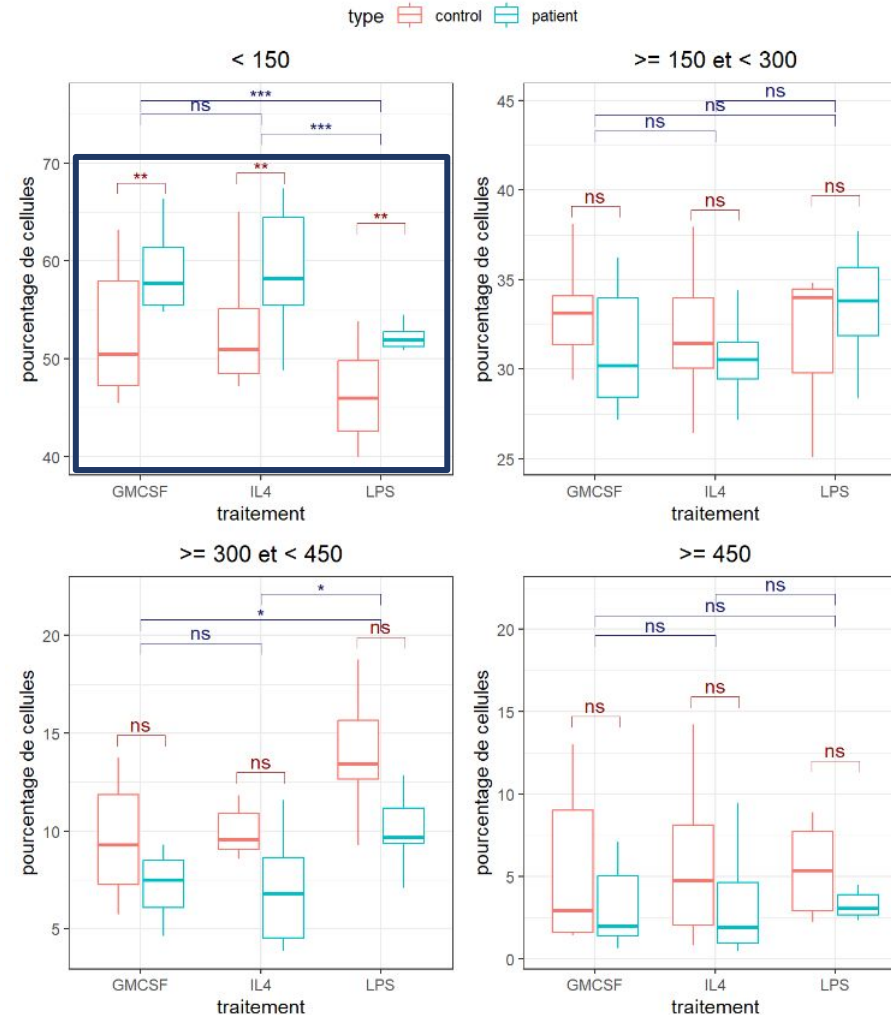 type control patient
< 150
>= 150 et < 300
pourcentage de cellules
70
60
50
40
***
ns
***
**
**
**
GMCSF IL4 LPS
traitement
pourcentage de cellules
45
40
35
30
25
ns
ns
ns
ns
ns
ns
GMCSF IL4 LPS
traitement
>= 300 et < 450
>= 450
pourcentage de cellules
20
15
10
5
*
*
ns
ns
ns
ns
GMCSF IL4 LPS
traitement
pourcentage de cellules
20
15
10
5
0
ns
ns
ns
ns
ns
ns
GMCSF IL4 LPS
traitement